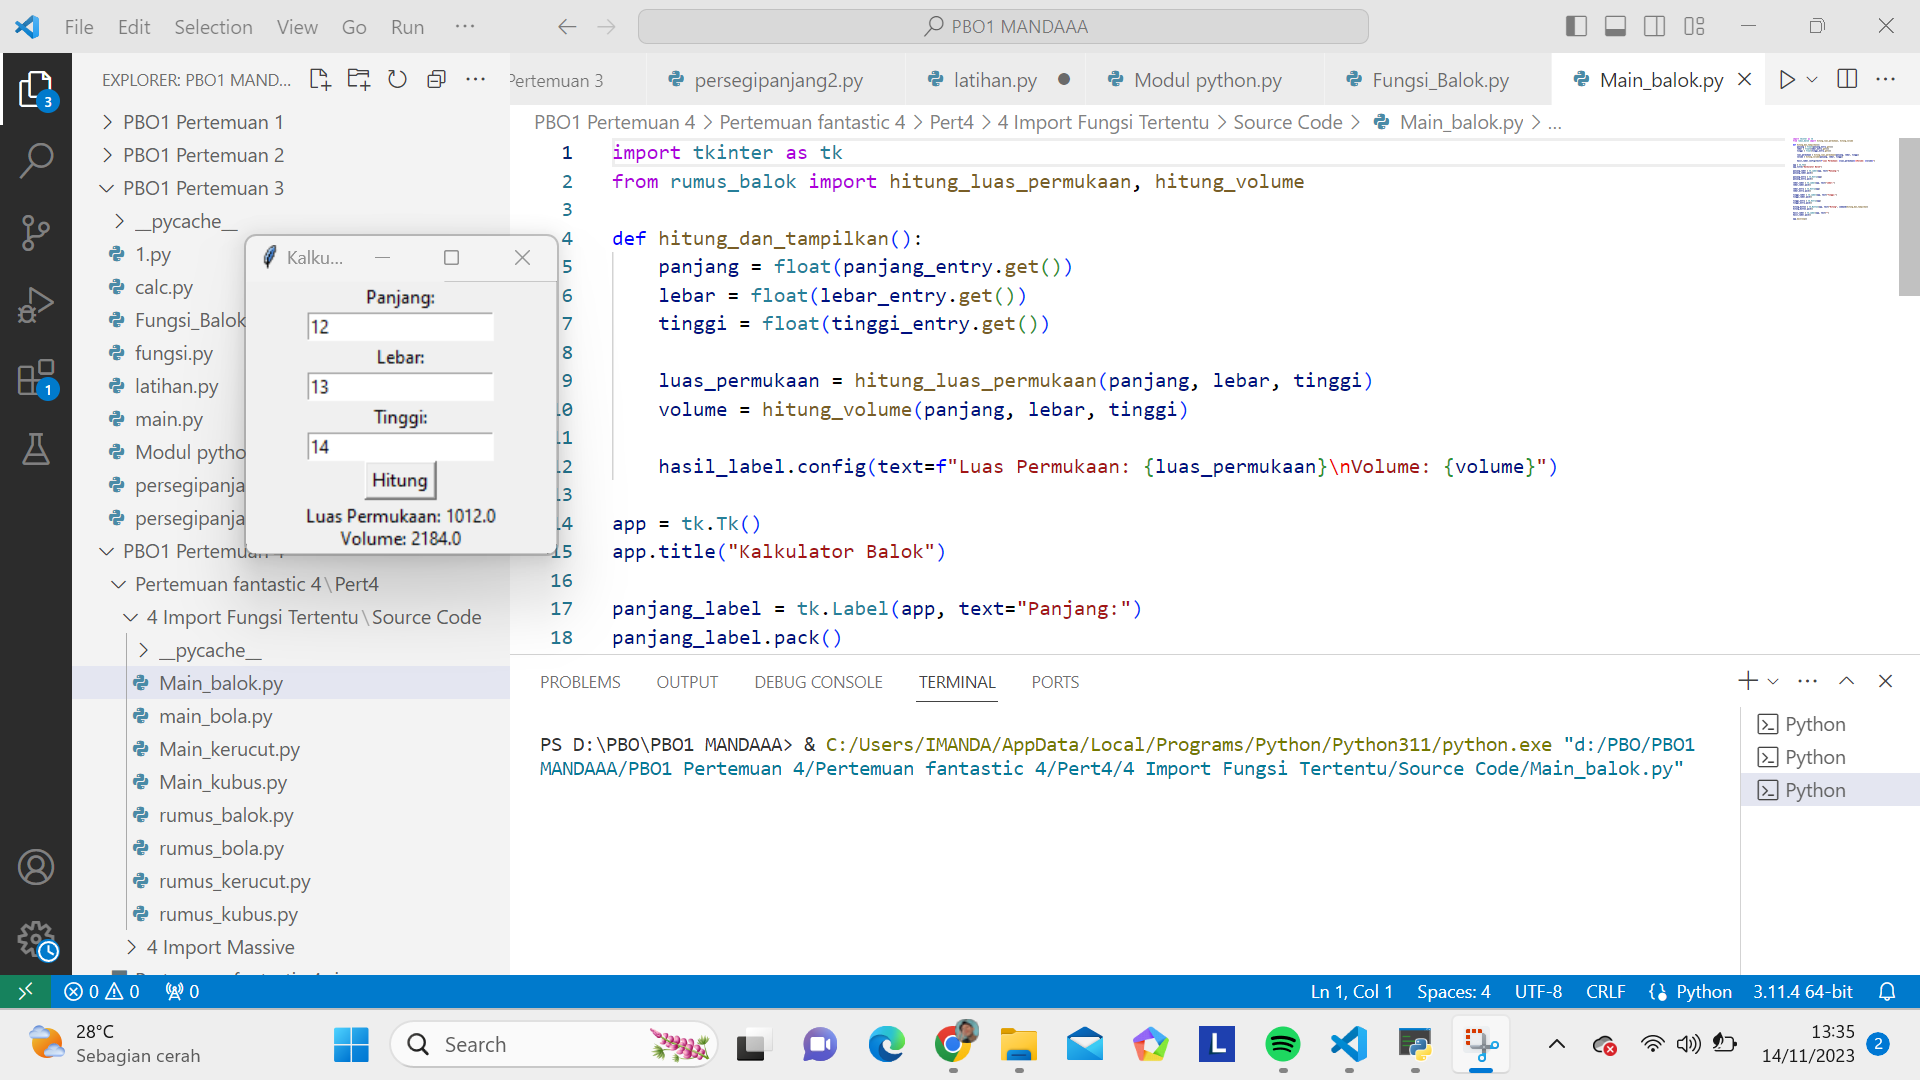 File Edit Selection View Go Run ···
PBO1 MANDAAA
EXPLORER: PBO1 MAND...
Pertemuan 3 persegipanjang2.py latihan.py Modul python.py Fungsi_Balok.py Main_balok.py
PBO1 Pertemuan 4 > Pertemuan fantastic 4 > Pert4 > 4 Import Fungsi Tertentu > Source Code > Main_balok.py > ...
3
1
PBO1 Pertemuan 1
PBO1 Pertemuan 2
PBO1 Pertemuan 3
__pycache__
1.py
calc.py
Fungsi_Balok
fungsi.py
latihan.py
main.py
Modul pytho
persegipanja
persegipanja
PBO1 Pertemuan
Pertemuan fantastic 4\Pert4
4 Import Fungsi Tertentu\Source Code
__pycache__
Main_balok.py
main_bola.py
Main_kerucut.py
Main_kubus.py
rumus_balok.py
rumus_bola.py
rumus_kerucut.py
rumus_kubus.py
4 Import Massive
Kalku...
Panjang:
12
Lebar:
13
Tinggi:
14
Hitung
Luas Permukaan: 1012.0
Volume: 2184.0
1 import tkinter as tk
2 from rumus_balok import hitung_luas_permukaan, hitung_volume
3
4 def hitung_dan_tampilkan():
5 panjang = float(panjang_entry.get())
6 lebar = float(lebar_entry.get())
7 tinggi = float(tinggi_entry.get())
8
9 luas_permukaan = hitung_luas_permukaan(panjang, lebar, tinggi)
10 volume = hitung_volume(panjang, lebar, tinggi)
11
12 hasil_label.config(text=f"Luas Permukaan: {luas_permukaan}\nVolume: {volume}")
13
14 app = tk.Tk()
15 app.title("Kalkulator Balok")
16
17 panjang_label = tk.Label(app, text="Panjang:")
18 panjang_label.pack()
PROBLEMS OUTPUT DEBUG CONSOLE TERMINAL PORTS
PS D:\PBO\PBO1 MANDAAA> & C:/Users/IMANDA/AppData/Local/Programs/Python/Python311/python.exe "d:/PBO/PBO1
MANDAAA/PBO1 Pertemuan 4/Pertemuan fantastic 4/Pert4/4 Import Fungsi Tertentu/Source Code/Main_balok.py"
Python
Python
Python
0 0 0
Ln 1, Col 1 Spaces: 4 UTF-8 CRLF Python 3.11.4 64-bit
28°C
Sebagian cerah
Search
L
13:35
14/11/2023
2